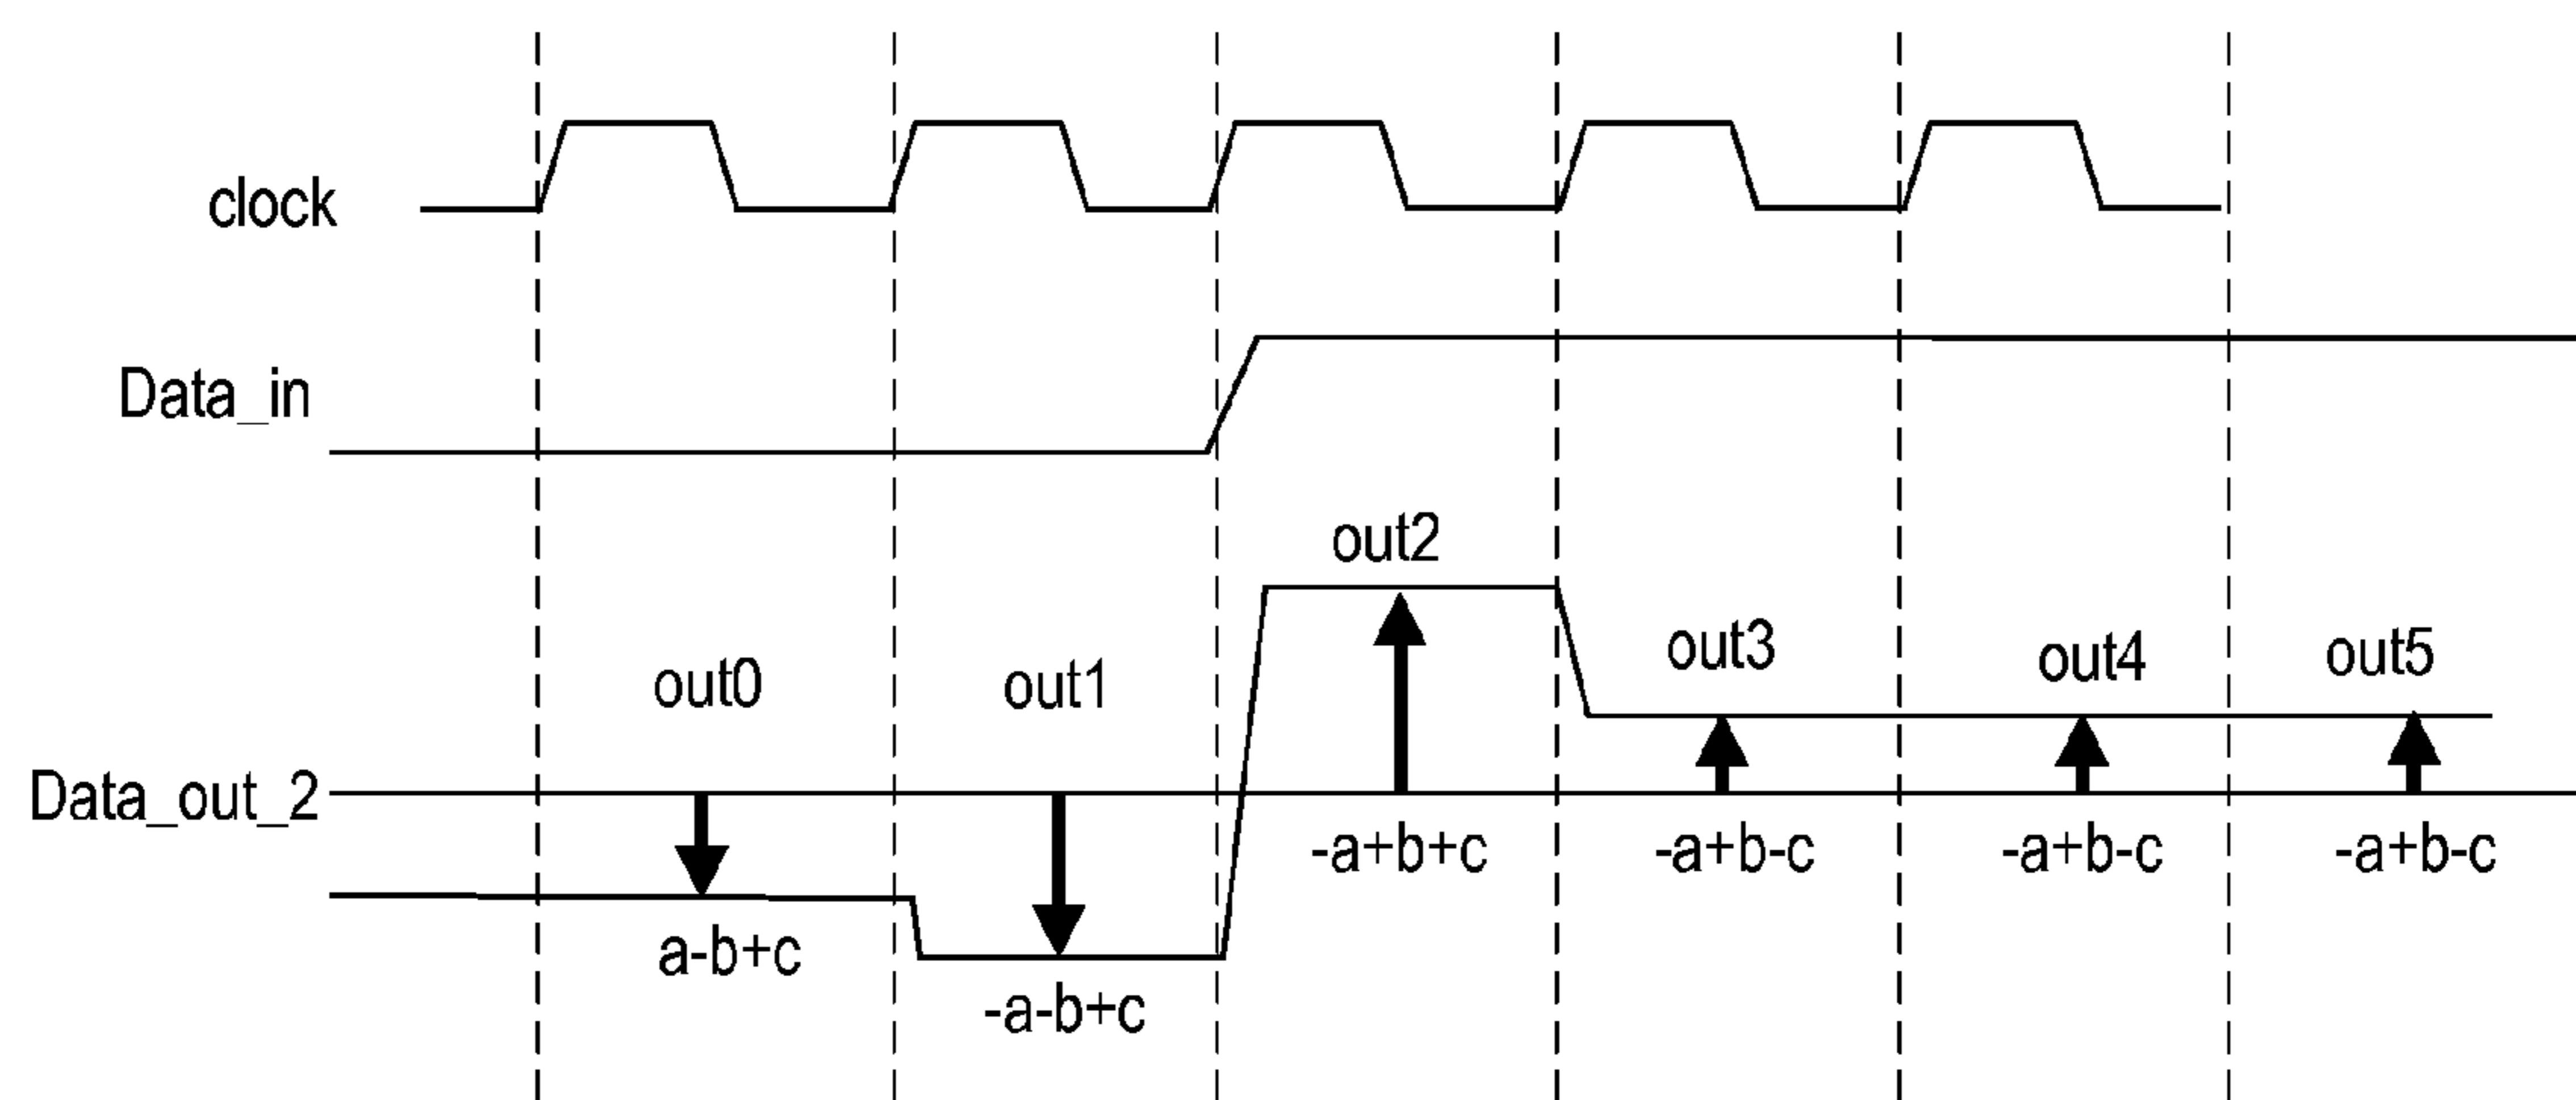 clock
Data_in
out2
out3
out4
out5
out0
out1
Data_out_2
-a+b+c
-a+b-c
-a+b-c
-a+b-c
a-b+c
-a-b+c